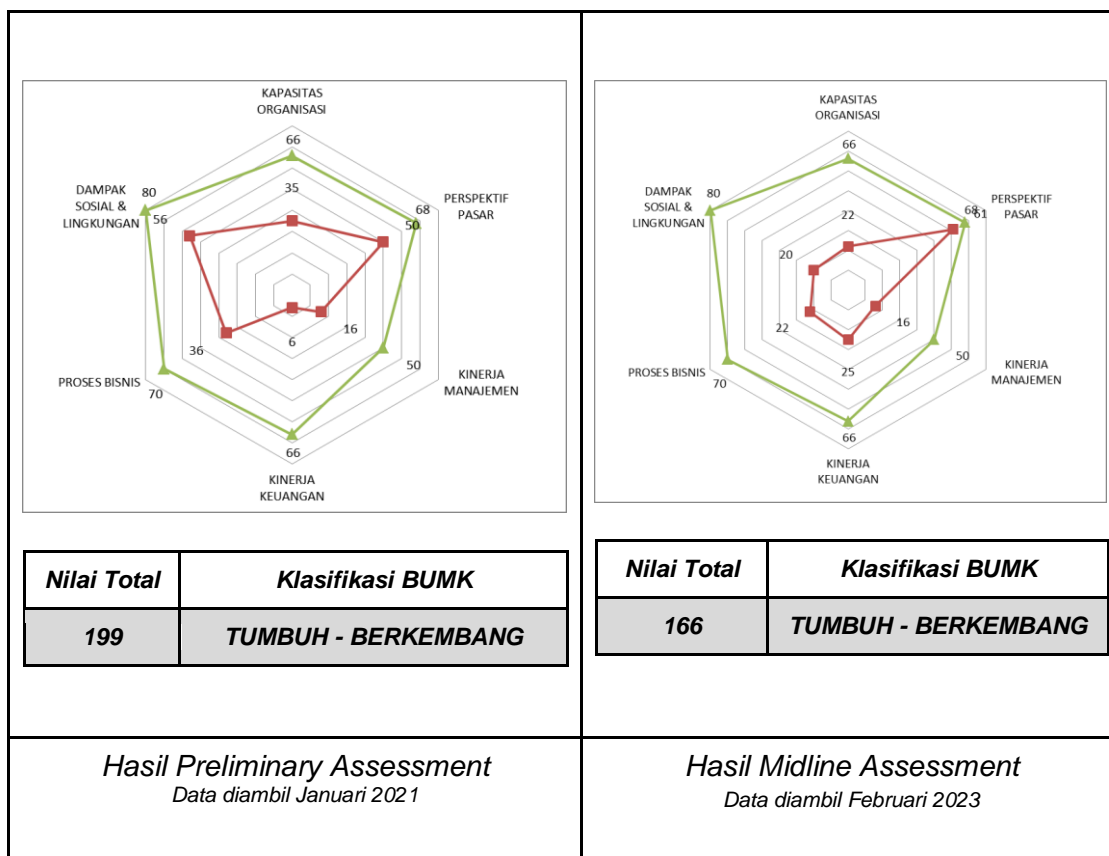 KAPASITAS
ORGANISASI
66
35
DAMPAK
SOSIAL &
LINGKUNGAN
80
56
68
50
PERSPEKTIF
PASAR
36
6
16
50
KINERJA
MANAJEMEN
PROSES BISNIS
70
66
KINERJA
KEUANGAN
Nilai Total Klasifikasi BUMK
199 TUMBUH - BERKEMBANG
Hasil Preliminary Assessment
Data diambil Januari 2021
KAPASITAS
ORGANISASI
66
22
DAMPAK
SOSIAL &
LINGKUNGAN
80
20
68
61
PERSPEKTIF
PASAR
22
25
16
50
KINERJA
MANAJEMEN
PROSES BISNIS
70
66
KINERJA
KEUANGAN
Nilai Total Klasifikasi BUMK
166 TUMBUH - BERKEMBANG
Hasil Midline Assessment
Data diambil Februari 2023